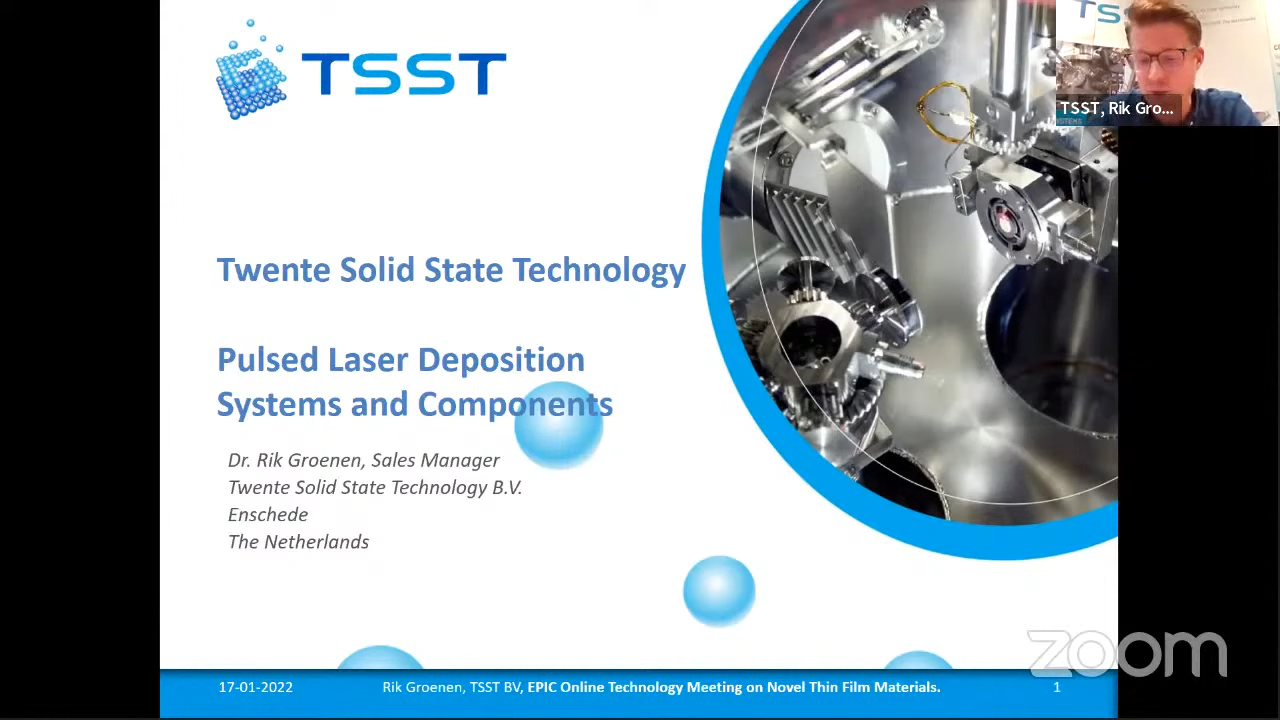 TSST
TS
TSST, Rik Gro...
Twente Solid State Technology
Pulsed Laser Deposition
Systems and Components
Dr. Rik Groenen, Sales Manager
Twente Solid State Technology B.V.
Enschede
The Netherlands
zoom
17-01-2022
Rik Groenen, TSST BV, EPIC Online Technology Meeting on Novel Thin Film Materials.
1